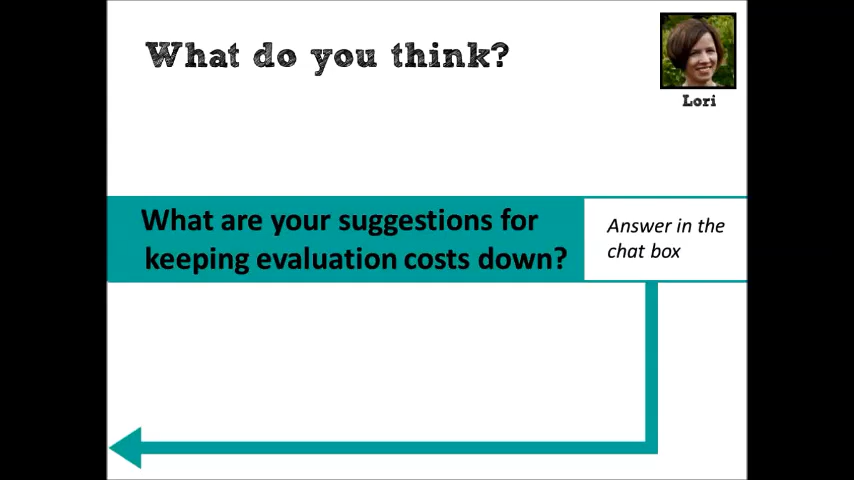 What do you think?
Lori
What are your suggestions for
keeping evaluation costs down?
Answer in the
chat box